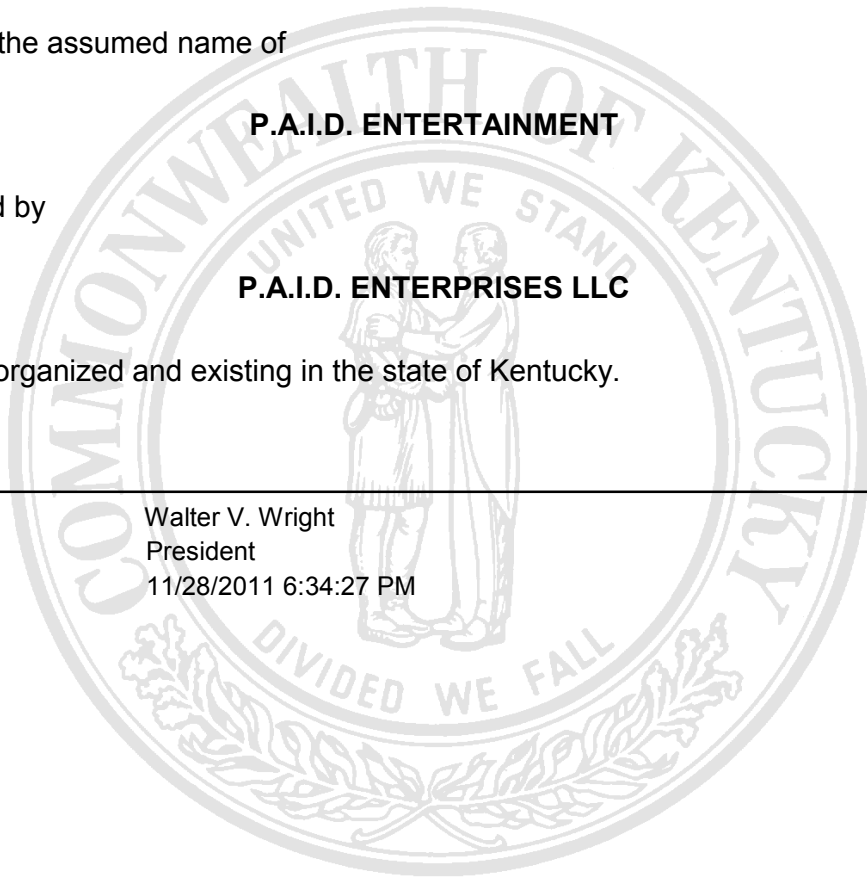 the assumed name of
P.A.I.D. ENTERTAINMENT
d by
P.A.I.D. ENTERPRISES LLC
organized and existing in the state of Kentucky.
Walter V. Wright
President
11/28/2011 6:34:27 PM
COMMONWEALTH OF KENTUCKY
UNITED WE STAND
DIVIDED WE FALL